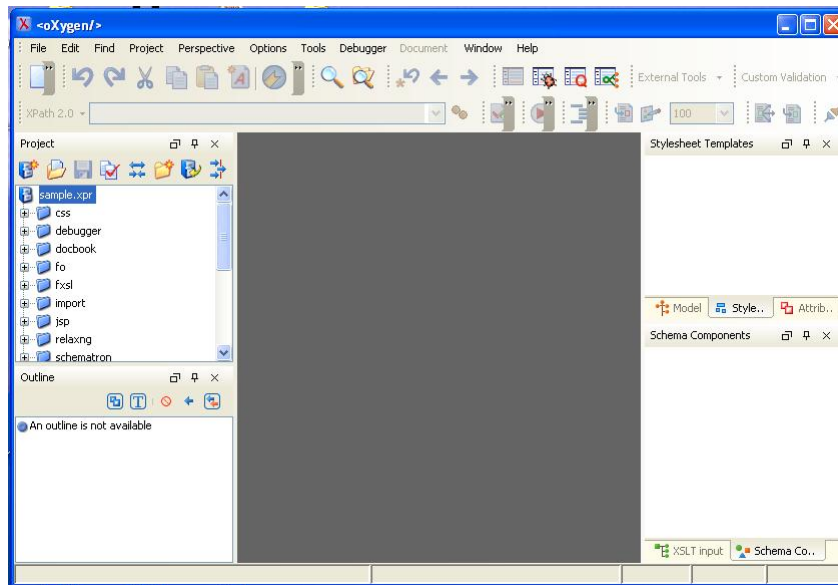 <oXygen/>
File Edit Find Project Perspective Options Tools Debugger Document Window Help
External Tools Custom Validation
XPath 2.0 100
Project
sample.xpr
css
debugger
docbook
fo
fxsl
import
jsp
relaxng
schematron
Outline
An outline is not available
Stylesheet Templates
Model Style.. Attrib..
Schema Components
XSLT input Schema Co..